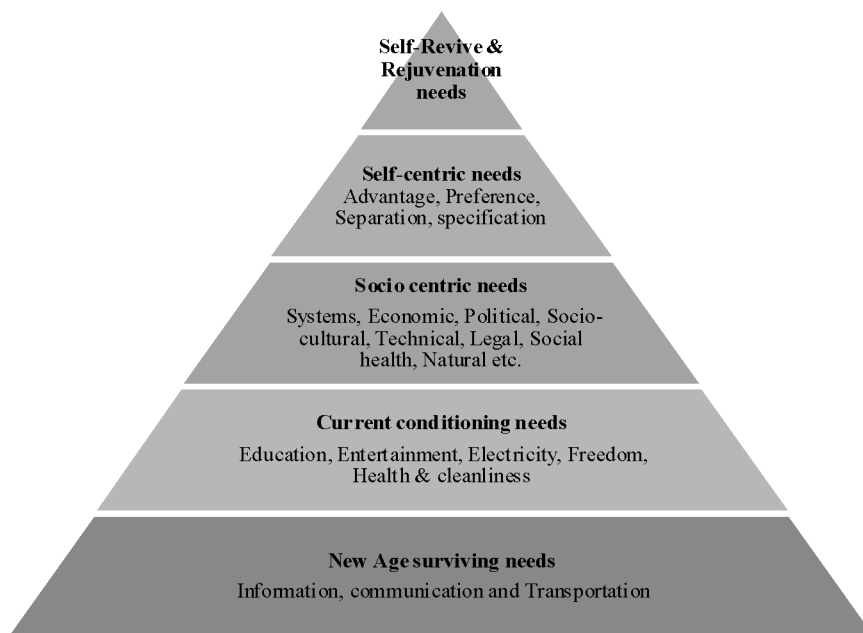 Self-Revive &
Rejuvenation
needs
Self-centric needs
Advantage, Preference,
Separation, specification
Socio centric needs
Systems, Economic, Political, Socio-
cultural, Technical, Legal, Social
health, Natural etc.
Current conditioning needs
Education, Entertainment, Electricity, Freedom,
Health & cleanliness
New Age surviving needs
Information, communication and Transportation